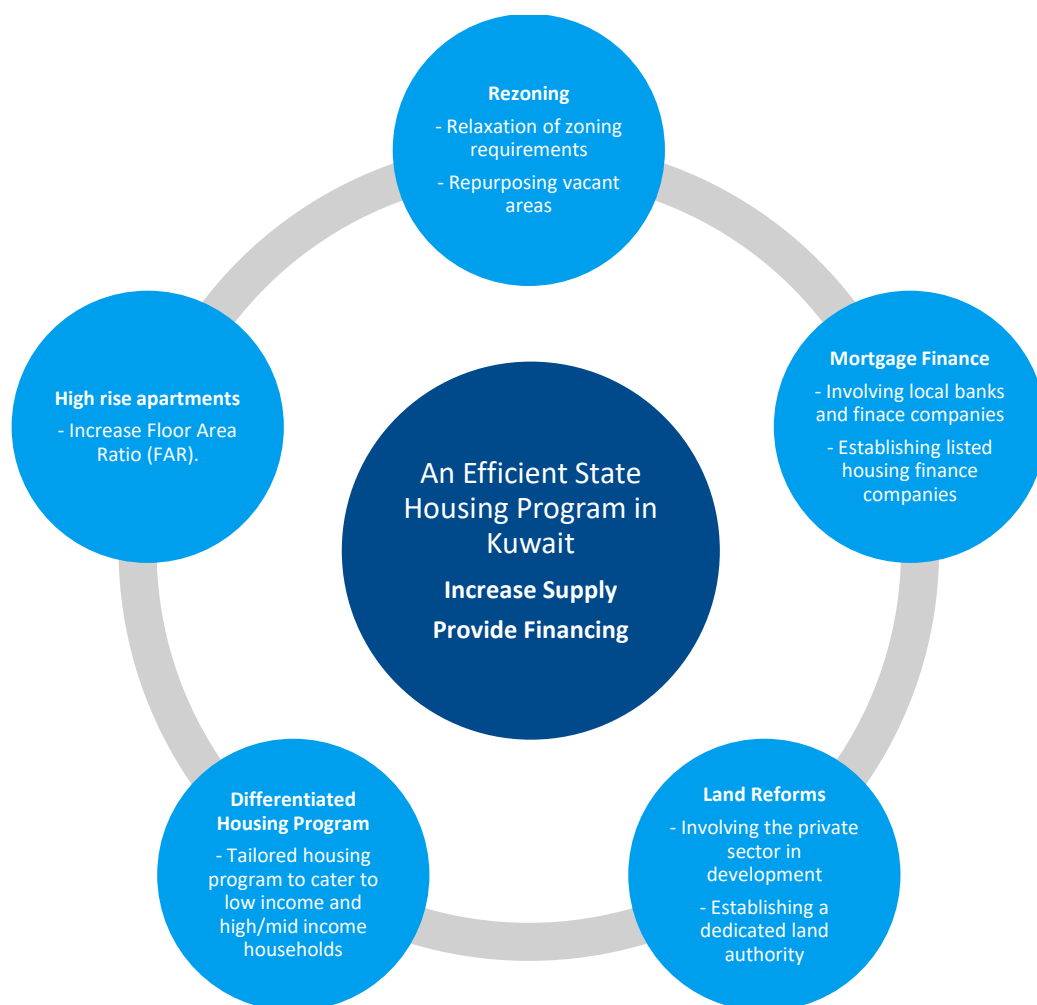 Rezoning
- Relaxation of zoning
requirements
- Repurposing vacant
areas
Mortgage Finance
- Involving local banks
and finace companies
- Establishing listed
housing finance
companies
Land Reforms
- Involving the private
sector in
development
- Establishing a
dedicated land
authority
Differentiated
Housing Program
- Tailored housing
program to cater to
low income and
high/mid income
households
High rise apartments
- Increase Floor Area
Ratio (FAR).
An Efficient State
Housing Program in
Kuwait
Increase Supply
Provide Financing